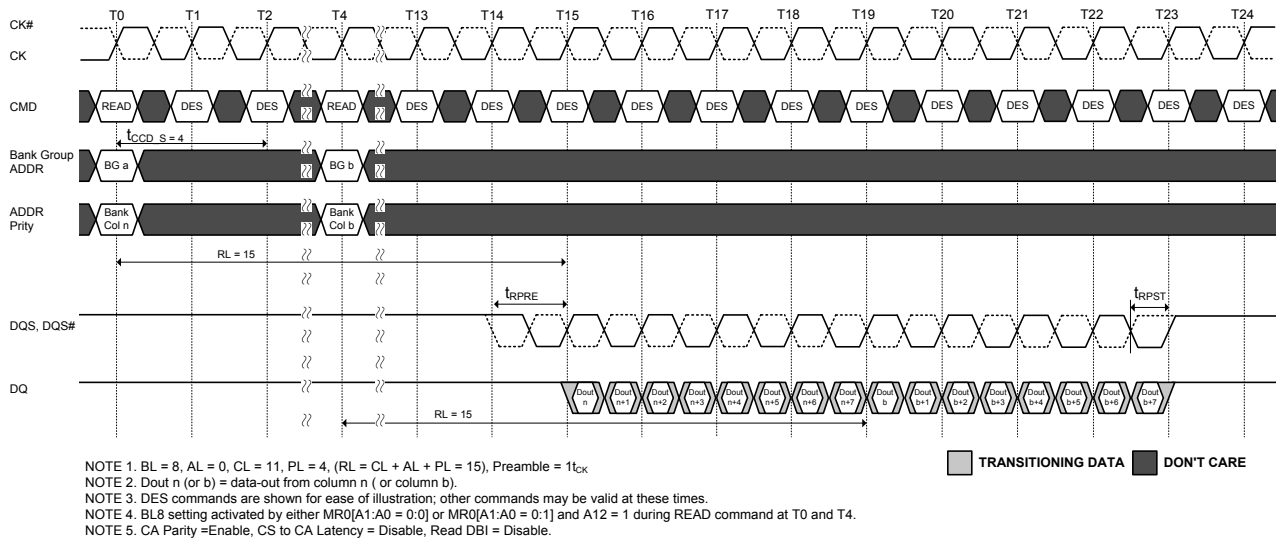 T0 T1 T2 T4 T13 T14 T15 T16 T17 T18 T19 T20 T21 T22 T23 T24
CK#
CK
CMD READ DES DES READ DES DES DES DES DES DES DES DES DES DES DES DES
tCCD_S = 4
Bank Group
ADDR
BG a BG b
ADDR
Prity
Bank
Col n
Bank
Col b
RL = 15
tRPRE tRPST
DQS, DQS#
DQ
Dout
n
Dout
n+1
Dout
n+2
Dout
n+3
Dout
n+4
Dout
n+5
Dout
n+6
Dout
n+7
Dout
b
Dout
b+1
Dout
b+2
Dout
b+3
Dout
b+4
Dout
b+5
Dout
b+6
Dout
b+7
RL = 15
NOTE 1. BL = 8, AL = 0, CL = 11, PL = 4, (RL = CL + AL + PL = 15), Preamble = 1tCK
NOTE 2. Dout n (or b) = data-out from column n ( or column b).
NOTE 3. DES commands are shown for ease of illustration; other commands may be valid at these times.
NOTE 4. BL8 setting activated by either MR0[A1:A0 = 0:0] or MR0[A1:A0 = 0:1] and A12 = 1 during READ command at T0 and T4.
NOTE 5. CA Parity =Enable, CS to CA Latency = Disable, Read DBI = Disable.
TRANSITIONING DATA DON'T CARE